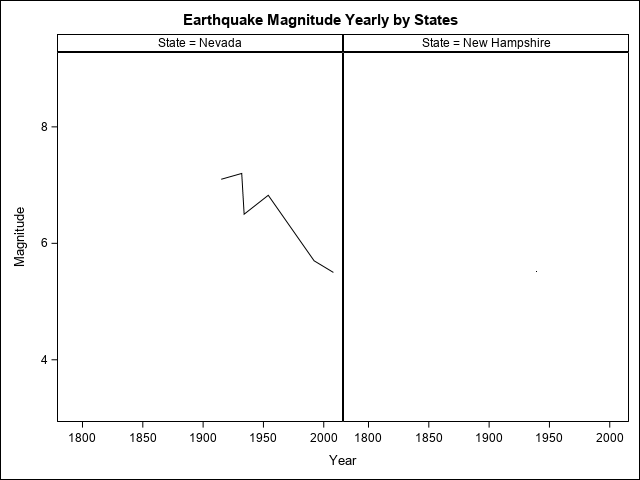 Earthquake Magnitude Yearly by States
State = Nevada
State = New Hampshire
8
6
4
Magnitude
1800 1850 1900 1950 2000
1800 1850 1900 1950 2000
Year